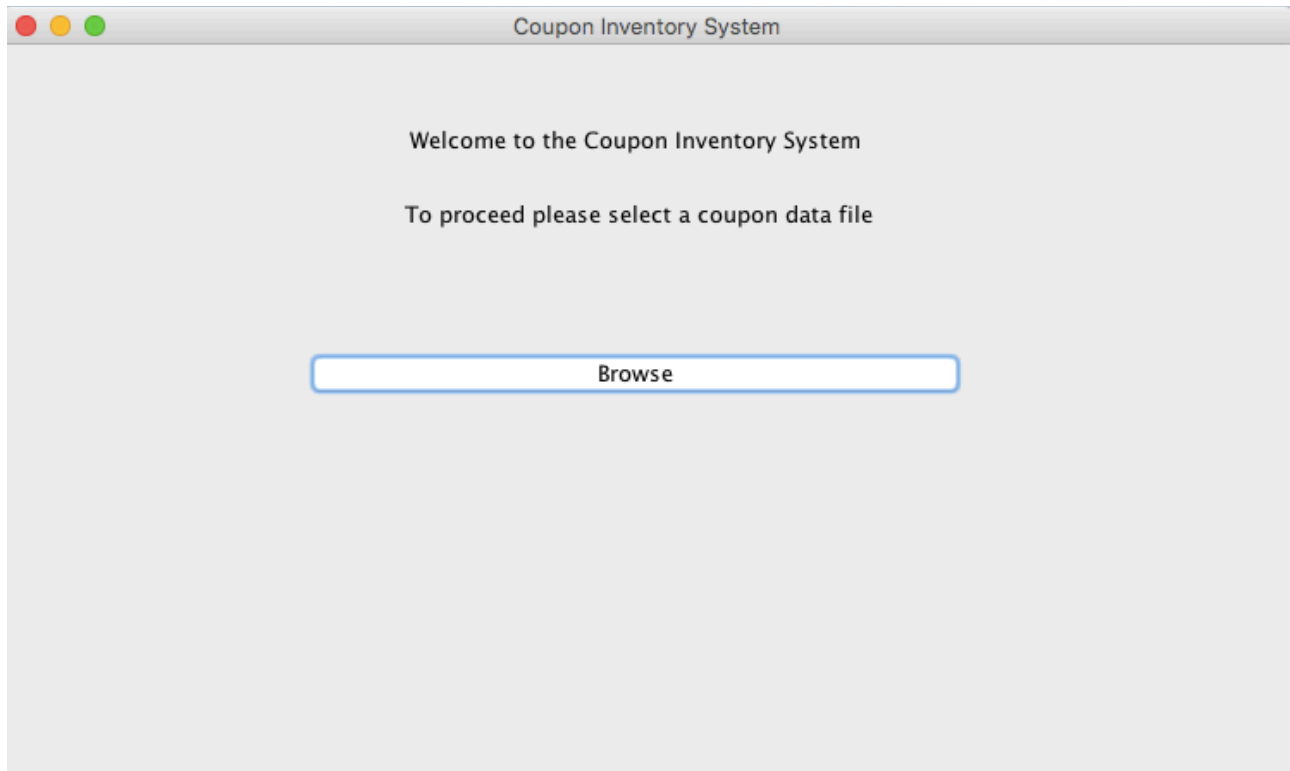 Coupon Inventory System
Welcome to the Coupon Inventory System
To proceed please select a coupon data file
Browse